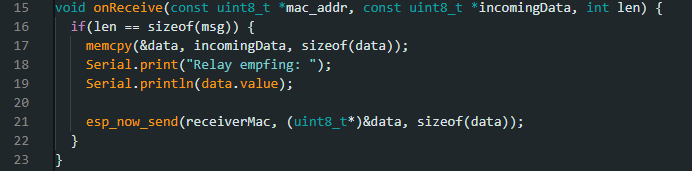 15 void onReceive(const uint8_t *mac_addr, const uint8_t *incomingData, int len) {
16   if(len == sizeof(msg)) {
17     memcpy(&data, incomingData, sizeof(data));
18     Serial.print("Relay empfing: ");
19     Serial.println(data.value);
20
21     esp_now_send(receiverMac, (uint8_t*)&data, sizeof(data));
22   }
23 }